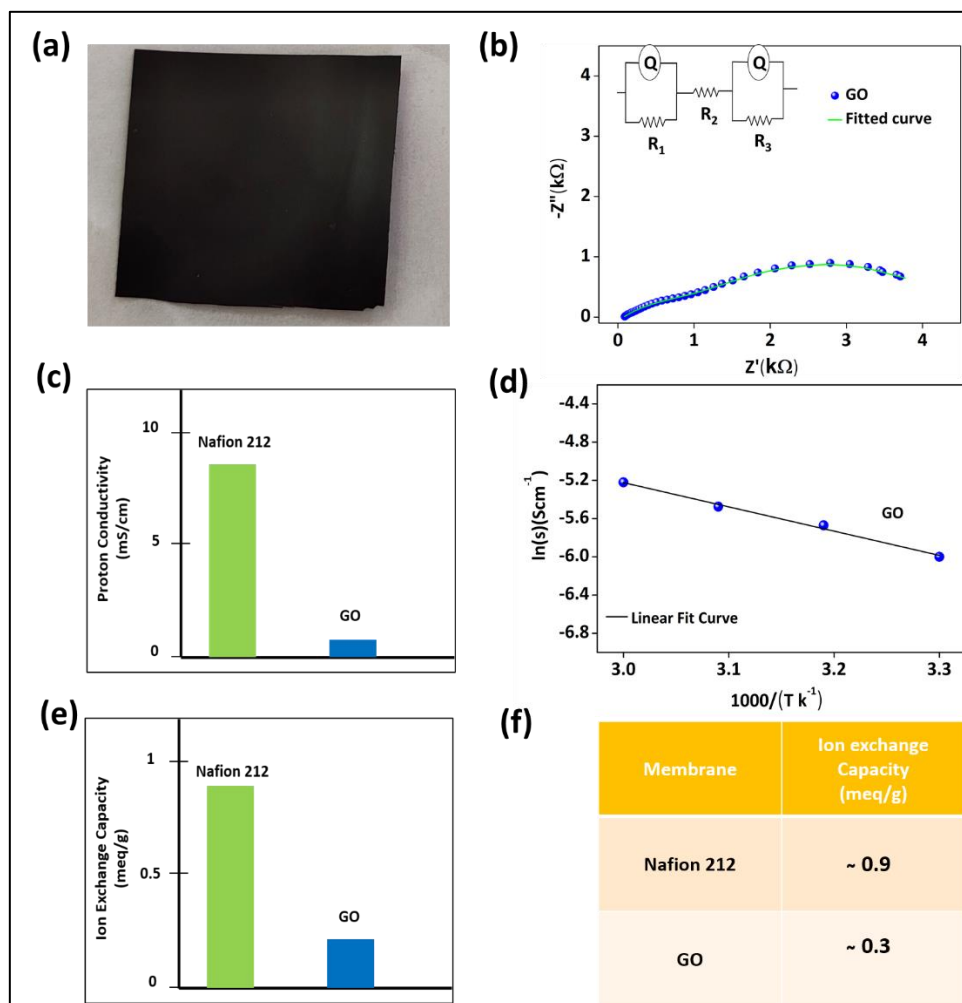 (a)
(b)
4
3
2
1
0
-Z"(kΩ)
Q
Q
R1
R2
R3
GO
Fitted curve
0
1
2
3
4
Z'(kΩ)
(c)
10
5
0
Proton Conductivity
(mS/cm)
Nafion 212
GO
(d)
-4.4
-4.8
-5.2
-5.6
-6.0
-6.4
-6.8
ln(s)(Scm⁻¹)
GO
Linear Fit Curve
3.0
3.1
3.2
3.3
1000/(T k⁻¹)
(e)
1
0.5
0
Ion Exchange Capacity
(meq/g)
Nafion 212
GO
(f)
Membrane
Ion exchange
Capacity
(meq/g)
Nafion 212
~ 0.9
GO
~ 0.3